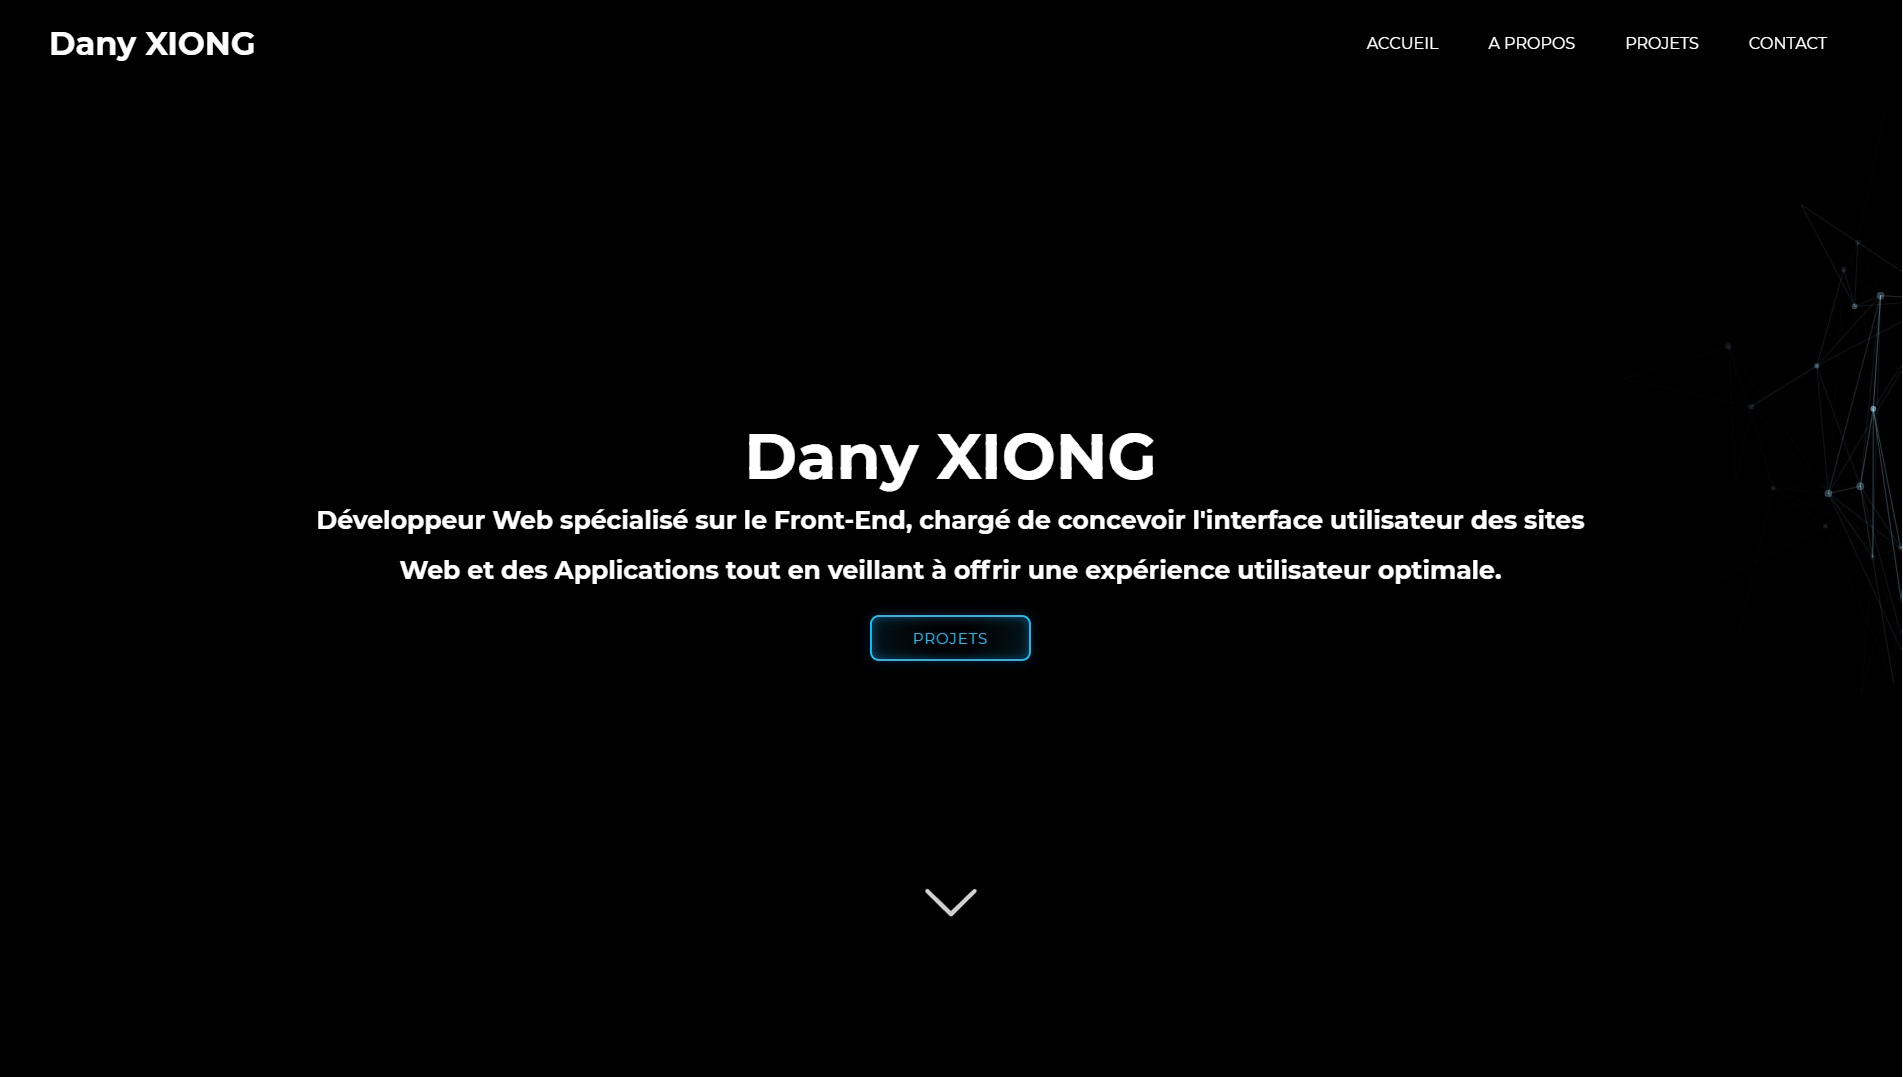 Dany XIONG
ACCUEIL
A PROPOS
PROJETS
CONTACT
Dany XIONG
Développeur Web spécialisé sur le Front-End, chargé de concevoir l'interface utilisateur des sites
Web et des Applications tout en veillant à offrir une expérience utilisateur optimale.
PROJETS